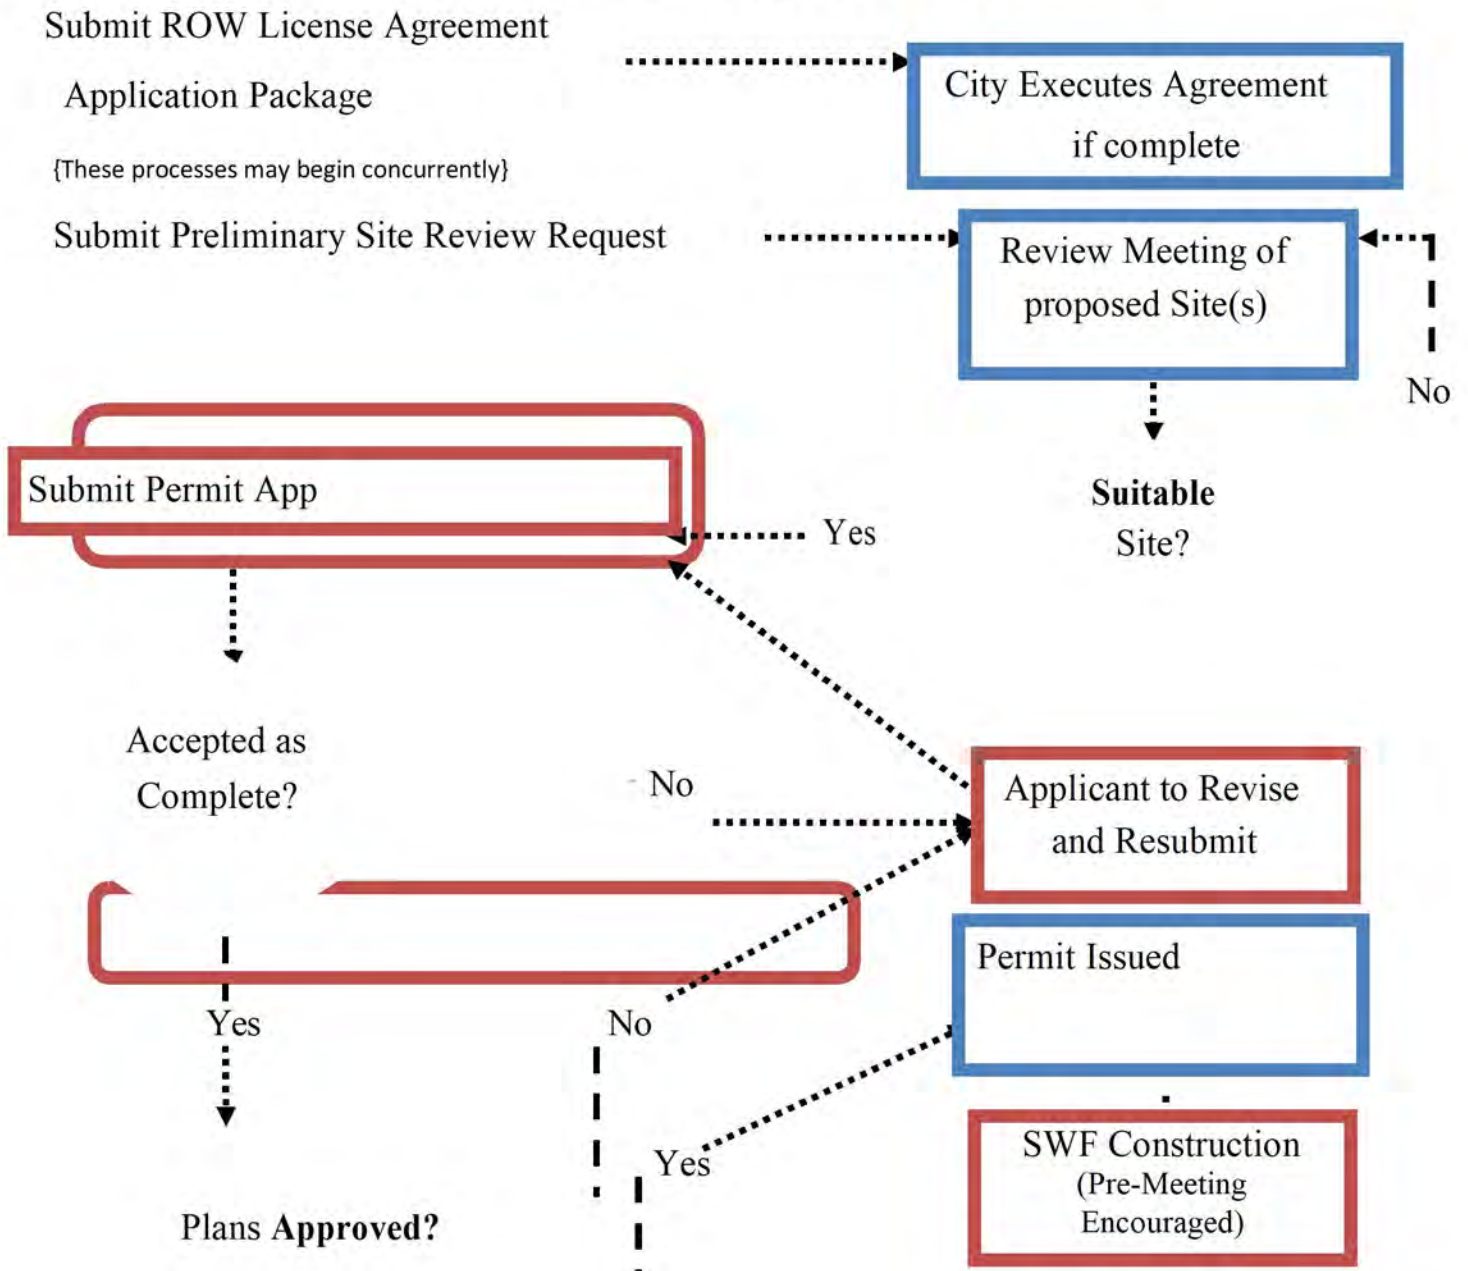 Submit ROW License Agreement
Application Package
{These processes may begin concurrently}
Submit Preliminary Site Review Request
City Executes Agreement
if complete
Review Meeting of
proposed Site(s)
No
Suitable
Site?
Yes
Submit Permit App
Accepted as
Complete?
No
Applicant to Revise
and Resubmit
Yes
No
Permit Issued
Yes
Plans Approved?
SWF Construction
(Pre-Meeting
Encouraged)